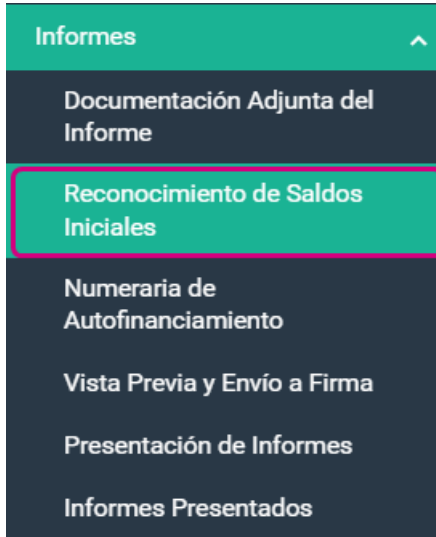 Informes
Documentación Adjunta del
Informe
Reconocimiento de Saldos
Iniciales
Numeraria de
Autofinanciamiento
Vista Previa y Envío a Firma
Presentación de Informes
Informes Presentados